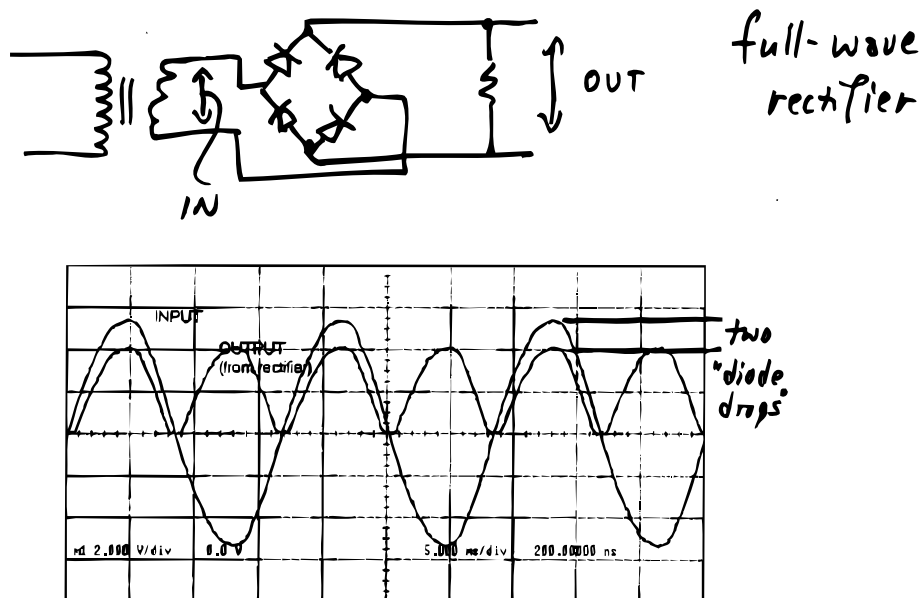 full-wave
rectifier
OUT
IN
INPUT
OUTPUT
(from rectifier)
two
"diode
drops"
m1 2.000 V/div 0.0 V 5.000 ms/div 200.00000 ns